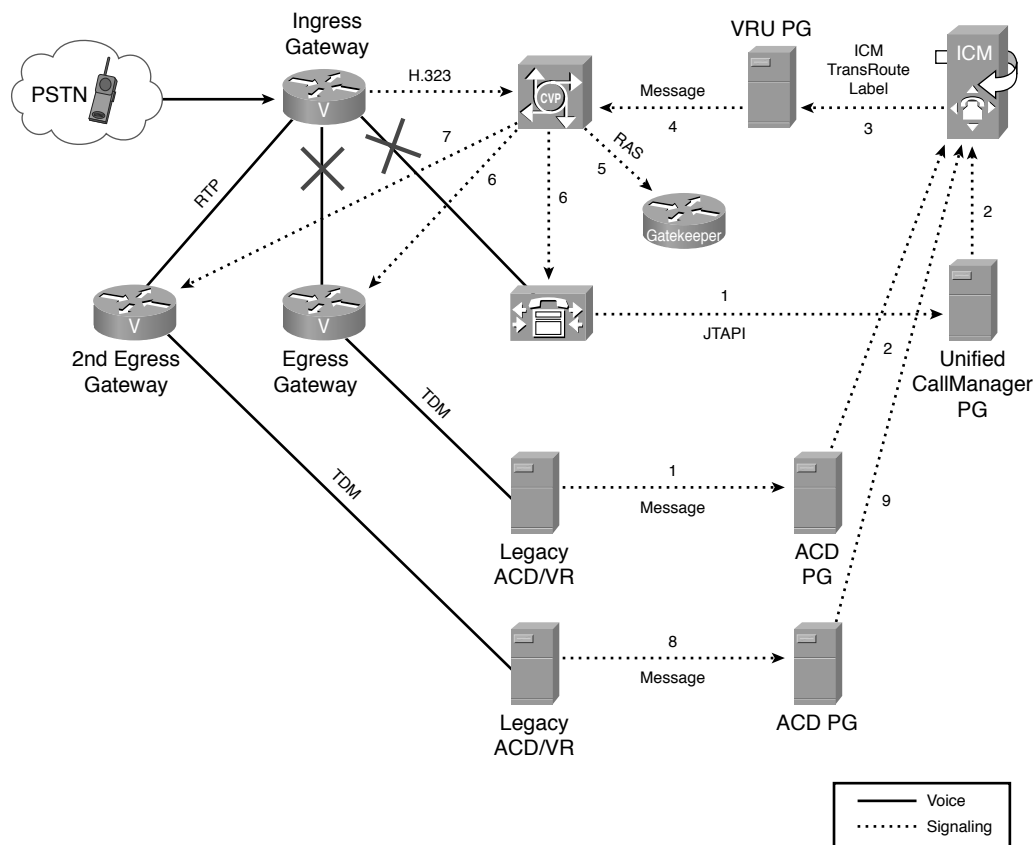 Ingress
Gateway
PSTN
V
H.323
CVP
VRU PG
ICM
TransRoute
Label
ICM
Message
4
3
7
6
6
5
RAS
Gatekeeper
RTP
2
V
2nd Egress
Gateway
V
Egress
Gateway
1
JTAPI
Unified
CallManager
PG
2
TDM
TDM
1
Message
9
Legacy
ACD/VR
ACD
PG
8
Message
Legacy
ACD/VR
ACD PG
Voice
Signaling